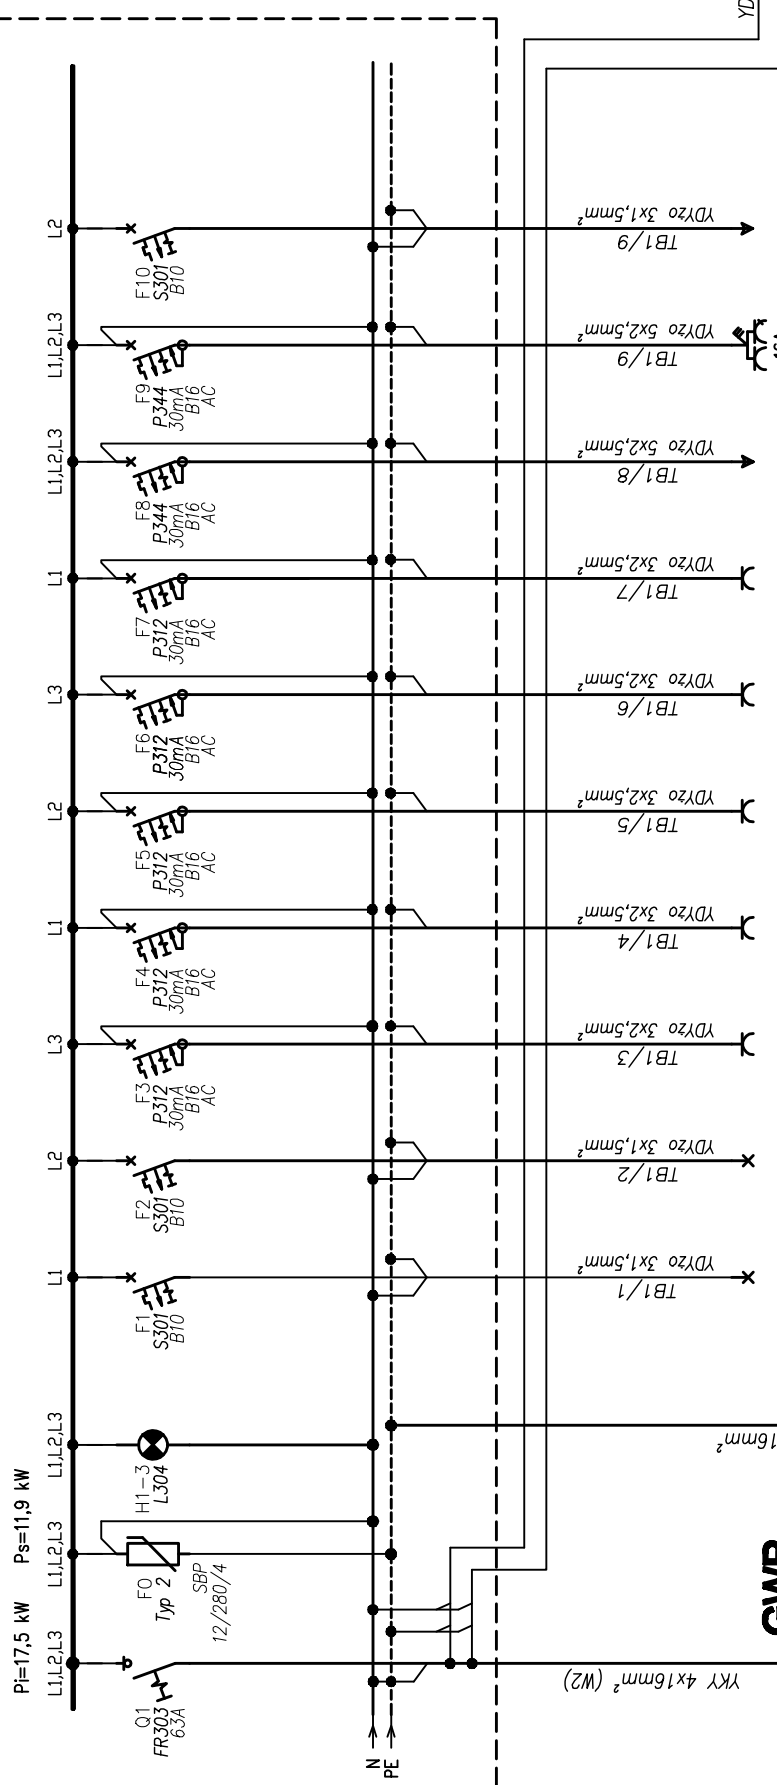 Pi=17,5 kW Ps=11,9 kW
L1,L2,L3
L1,L2,L3
L1,L2,L3
L1
L2
L3
L1
L2
L3
L1
L1,L2,L3
L1,L2,L3
L2
Q1
FR303
63A
F0
Typ 2
SBP
12/280/4
H1-3
L304
F1
S301
B10
F2
S301
B10
F3
P312
30mA
B16
AC
F4
P312
30mA
B16
AC
F5
P312
30mA
B16
AC
F6
P312
30mA
B16
AC
F7
P312
30mA
B16
AC
F8
P344
30mA
B16
AC
F9
P344
30mA
B16
AC
F10
S301
B10
N
PE
YKY 4x16mm² (W2)
16mm²
TB1/1
YDYżo 3x1,5mm²
TB1/2
YDYżo 3x1,5mm²
TB1/3
YDYżo 3x2,5mm²
TB1/4
YDYżo 3x2,5mm²
TB1/5
YDYżo 3x2,5mm²
TB1/6
YDYżo 3x2,5mm²
TB1/7
YDYżo 3x2,5mm²
TB1/8
YDYżo 5x2,5mm²
TB1/9
YDYżo 5x2,5mm²
TB1/9
YDYżo 3x1,5mm²
YD